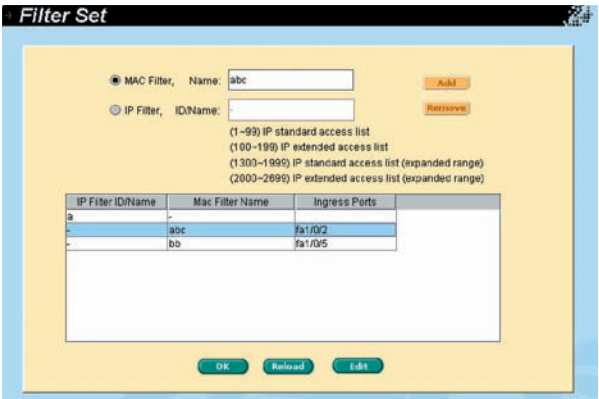 Filter Set
MAC Filter, Name: abc Add
IP Filter, ID/Name: - Remove
(1~99) IP standard access list
(100~199) IP extended access list
(1300~1999) IP standard access list (expanded range)
(2000~2699) IP extended access list (expanded range)
IP Filter ID/Name Mac Filter Name Ingress Ports
a -
- abc fa1/0/2
- bb fa1/0/5
OK Reload Edit